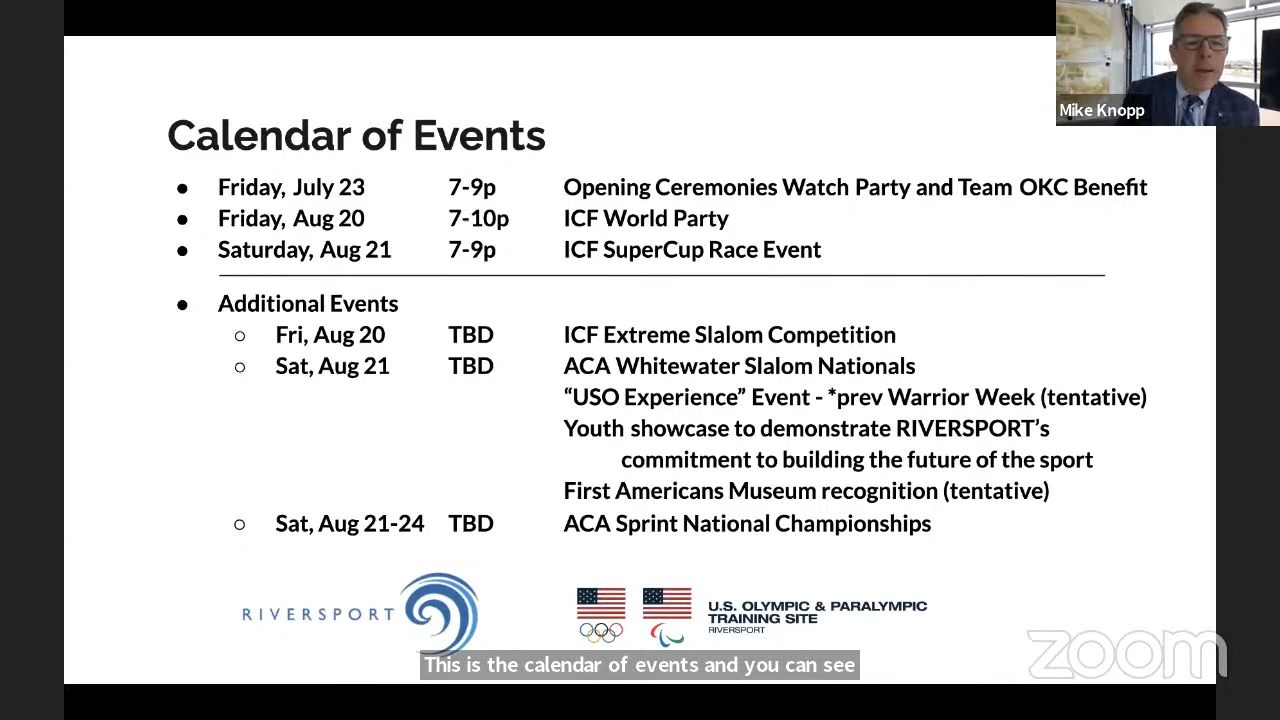 Mike Knopp
Calendar of Events
● Friday, July 23 7-9p Opening Ceremonies Watch Party and Team OKC Benefit
● Friday, Aug 20 7-10p ICF World Party
● Saturday, Aug 21 7-9p ICF SuperCup Race Event
● Additional Events
○ Fri, Aug 20 TBD ICF Extreme Slalom Competition
○ Sat, Aug 21 TBD ACA Whitewater Slalom Nationals
“USO Experience” Event - *prev Warrior Week (tentative)
Youth showcase to demonstrate RIVERSPORT’s
commitment to building the future of the sport
First Americans Museum recognition (tentative)
○ Sat, Aug 21-24 TBD ACA Sprint National Championships
RIVERSPORT
U.S. OLYMPIC & PARALYMPIC
TRAINING SITE
RIVERSPORT
This is the calendar of events and you can see
zoom